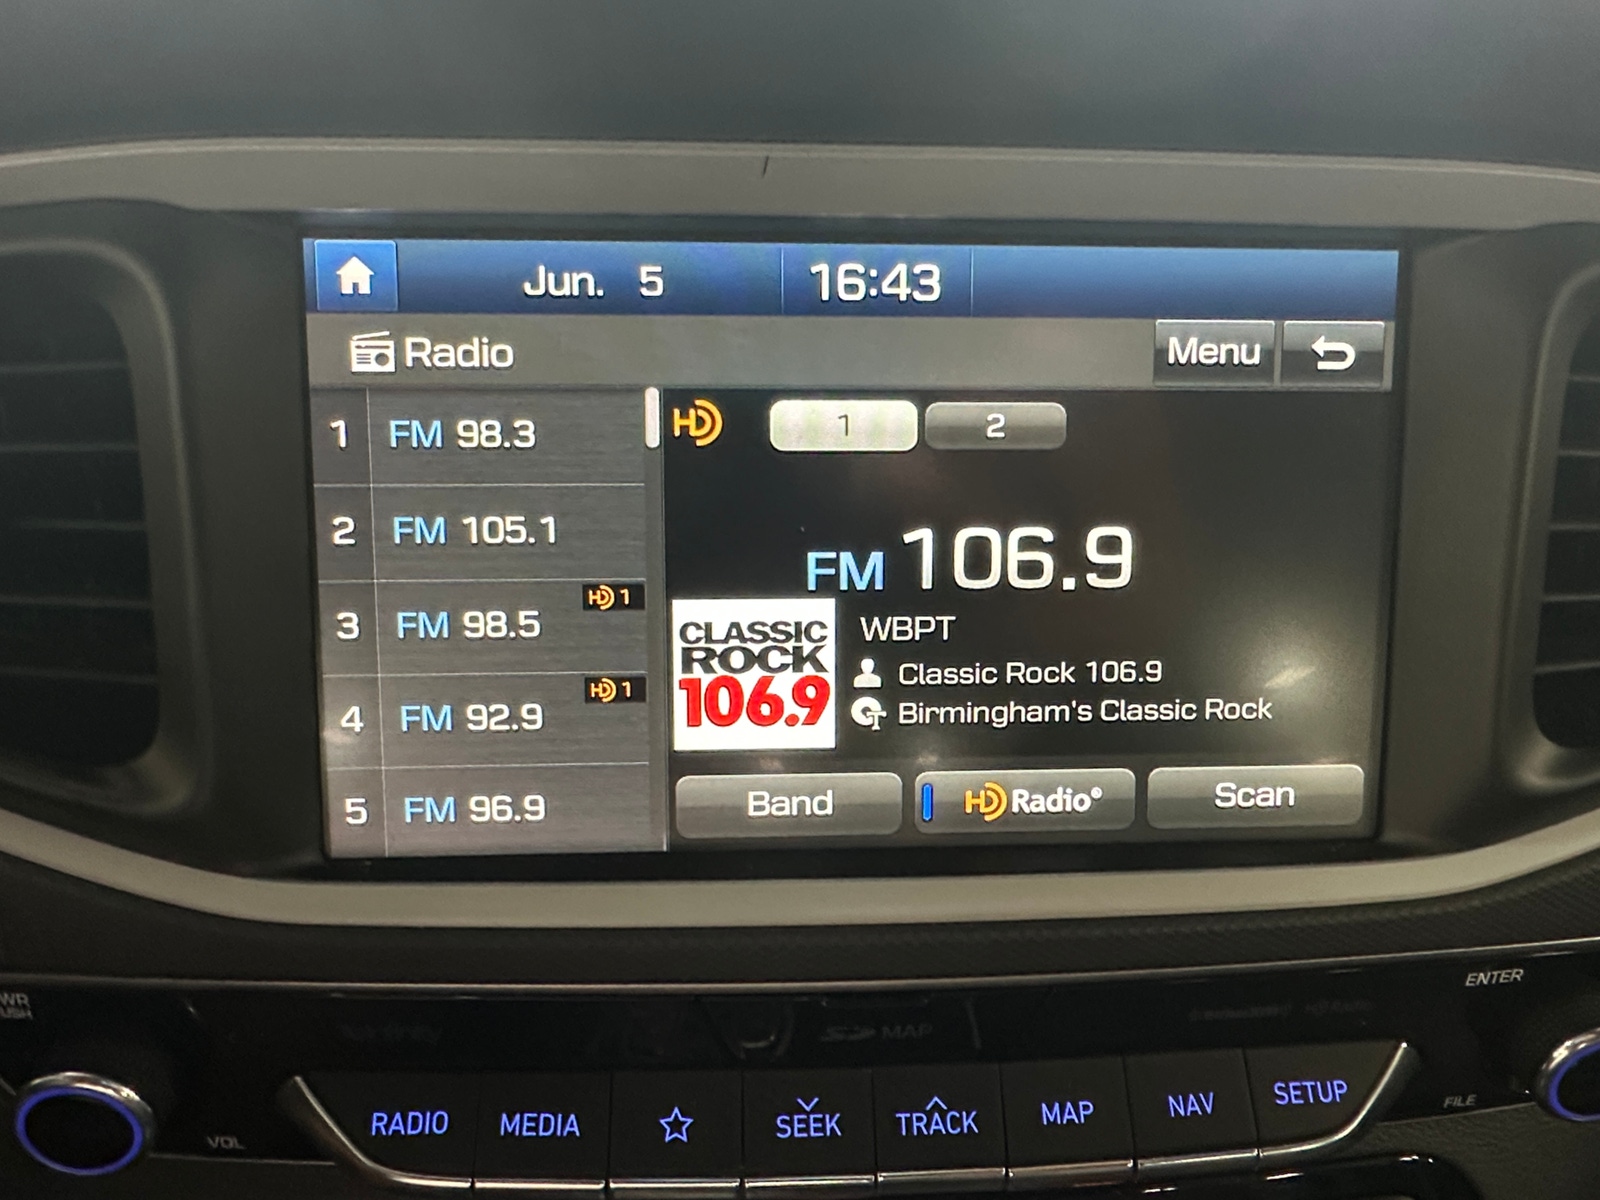 Jun. 5 16:43
Radio Menu
1 FM 98.3
2 FM 105.1
3 FM 98.5 HD 1
4 FM 92.9 HD 1
5 FM 96.9
HD 1 2
FM 106.9
CLASSIC
ROCK
106.9
WBPT
Classic Rock 106.9
Birmingham's Classic Rock
Band HD Radio® Scan
ENTER
MAP
RADIO MEDIA SEEK TRACK MAP NAV SETUP
VOL FILE